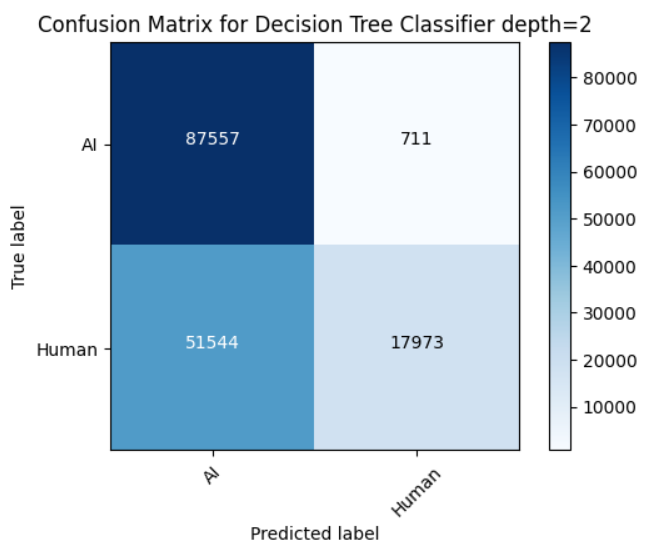 Confusion Matrix for Decision Tree Classifier depth=2
True label
AI
Human
87557
711
51544
17973
AI
Human
Predicted label
80000
70000
60000
50000
40000
30000
20000
10000